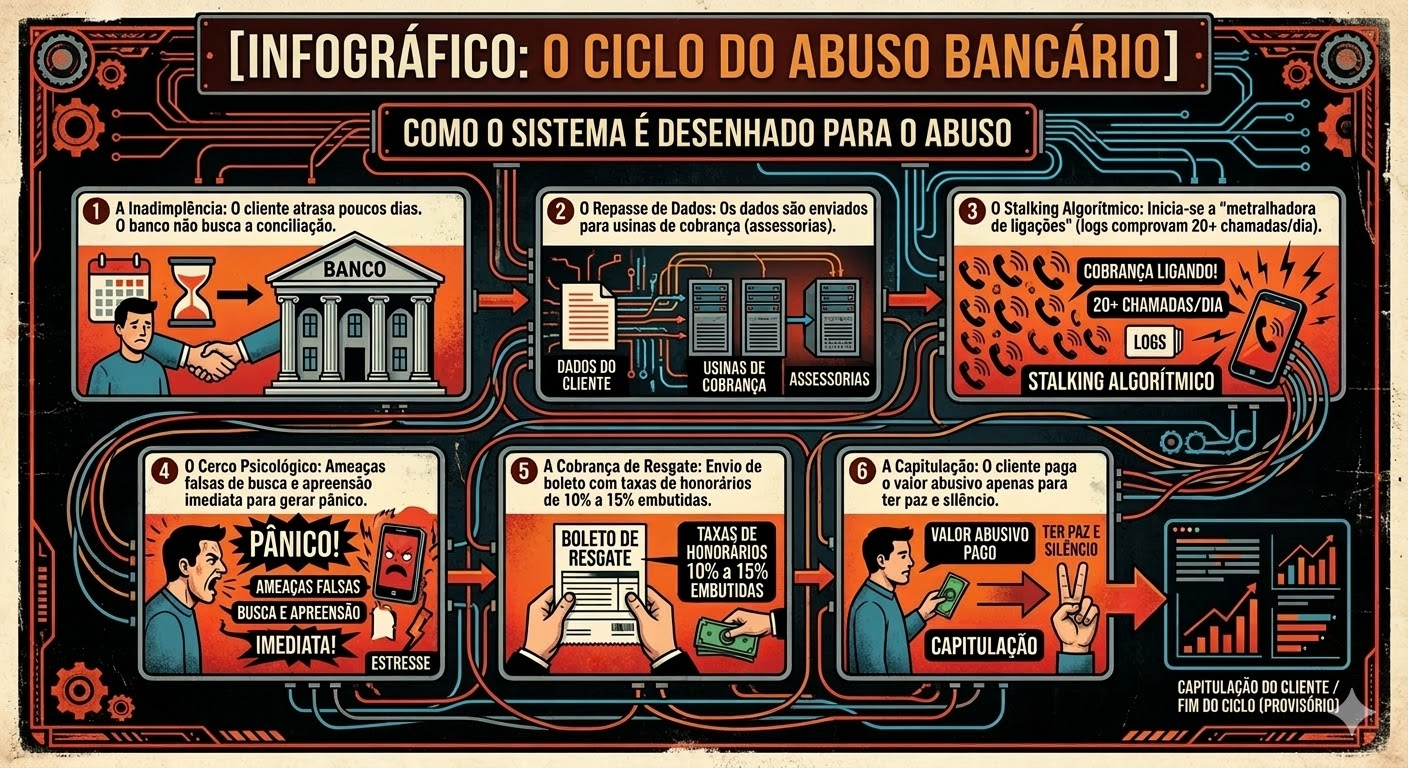 [INFOGRÁFICO: O CICLO DO ABUSO BANCÁRIO]
COMO O SISTEMA É DESENHADO PARA O ABUSO
1 A Inadimplência: O cliente atrasa poucos dias.
O banco não busca a conciliação.
BANCO
2 O Repasse de Dados: Os dados são enviados
para usinas de cobrança (assessorias).
DADOS DO
CLIENTE
USINAS DE
COBRANÇA
ASSESSORIAS
3 O Stalking Algorítmico: Inicia-se a “metralhadora
de ligações" (logs comprovam 20+ chamadas/dia).
COBRANÇA LIGANDO!
20+ CHAMADAS/DIA
LOGS
STALKING ALGORÍTMICO
4 O Cerco Psicológico: Ameaças
falsas de busca e apreensão
imediata para gerar pânico.
PÂNICO!
AMEAÇAS FALSAS
BUSCA E APREENSÃO
IMEDIATA!
ESTRESSE
5 A Cobrança de Resgate: Envio de
boleto com taxas de honorários
de 10% a 15% embutidas.
BOLETO DE
RESGATE
TAXAS DE
HONORÁRIOS
10% a 15%
EMBUTIDAS
6 A Capitulação: O cliente paga
o valor abusivo apenas para
ter paz e silêncio.
VALOR ABUSIVO
PAGO
TER PAZ E
SILÊNCIO
CAPITULAÇÃO
CAPITULAÇÃO DO CLIENTE /
FIM DO CICLO (PROVISÓRIO)